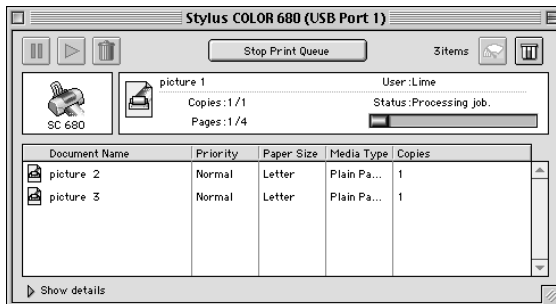 Stylus COLOR 680 (USB Port 1)
Stop Print Queue
3items
picture 1
User:Lime
Copies:1/1
Status:Processing job.
Pages:1/4
SC 680
Document Name Priority Paper Size Media Type Copies
picture 2 Normal Letter Plain Pa... 1
picture 3 Normal Letter Plain Pa... 1
Show details